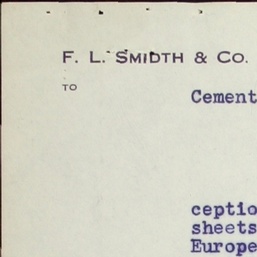 F. L. SMIDTH & CO.
TO
Cement
ceptio
sheets
Europe